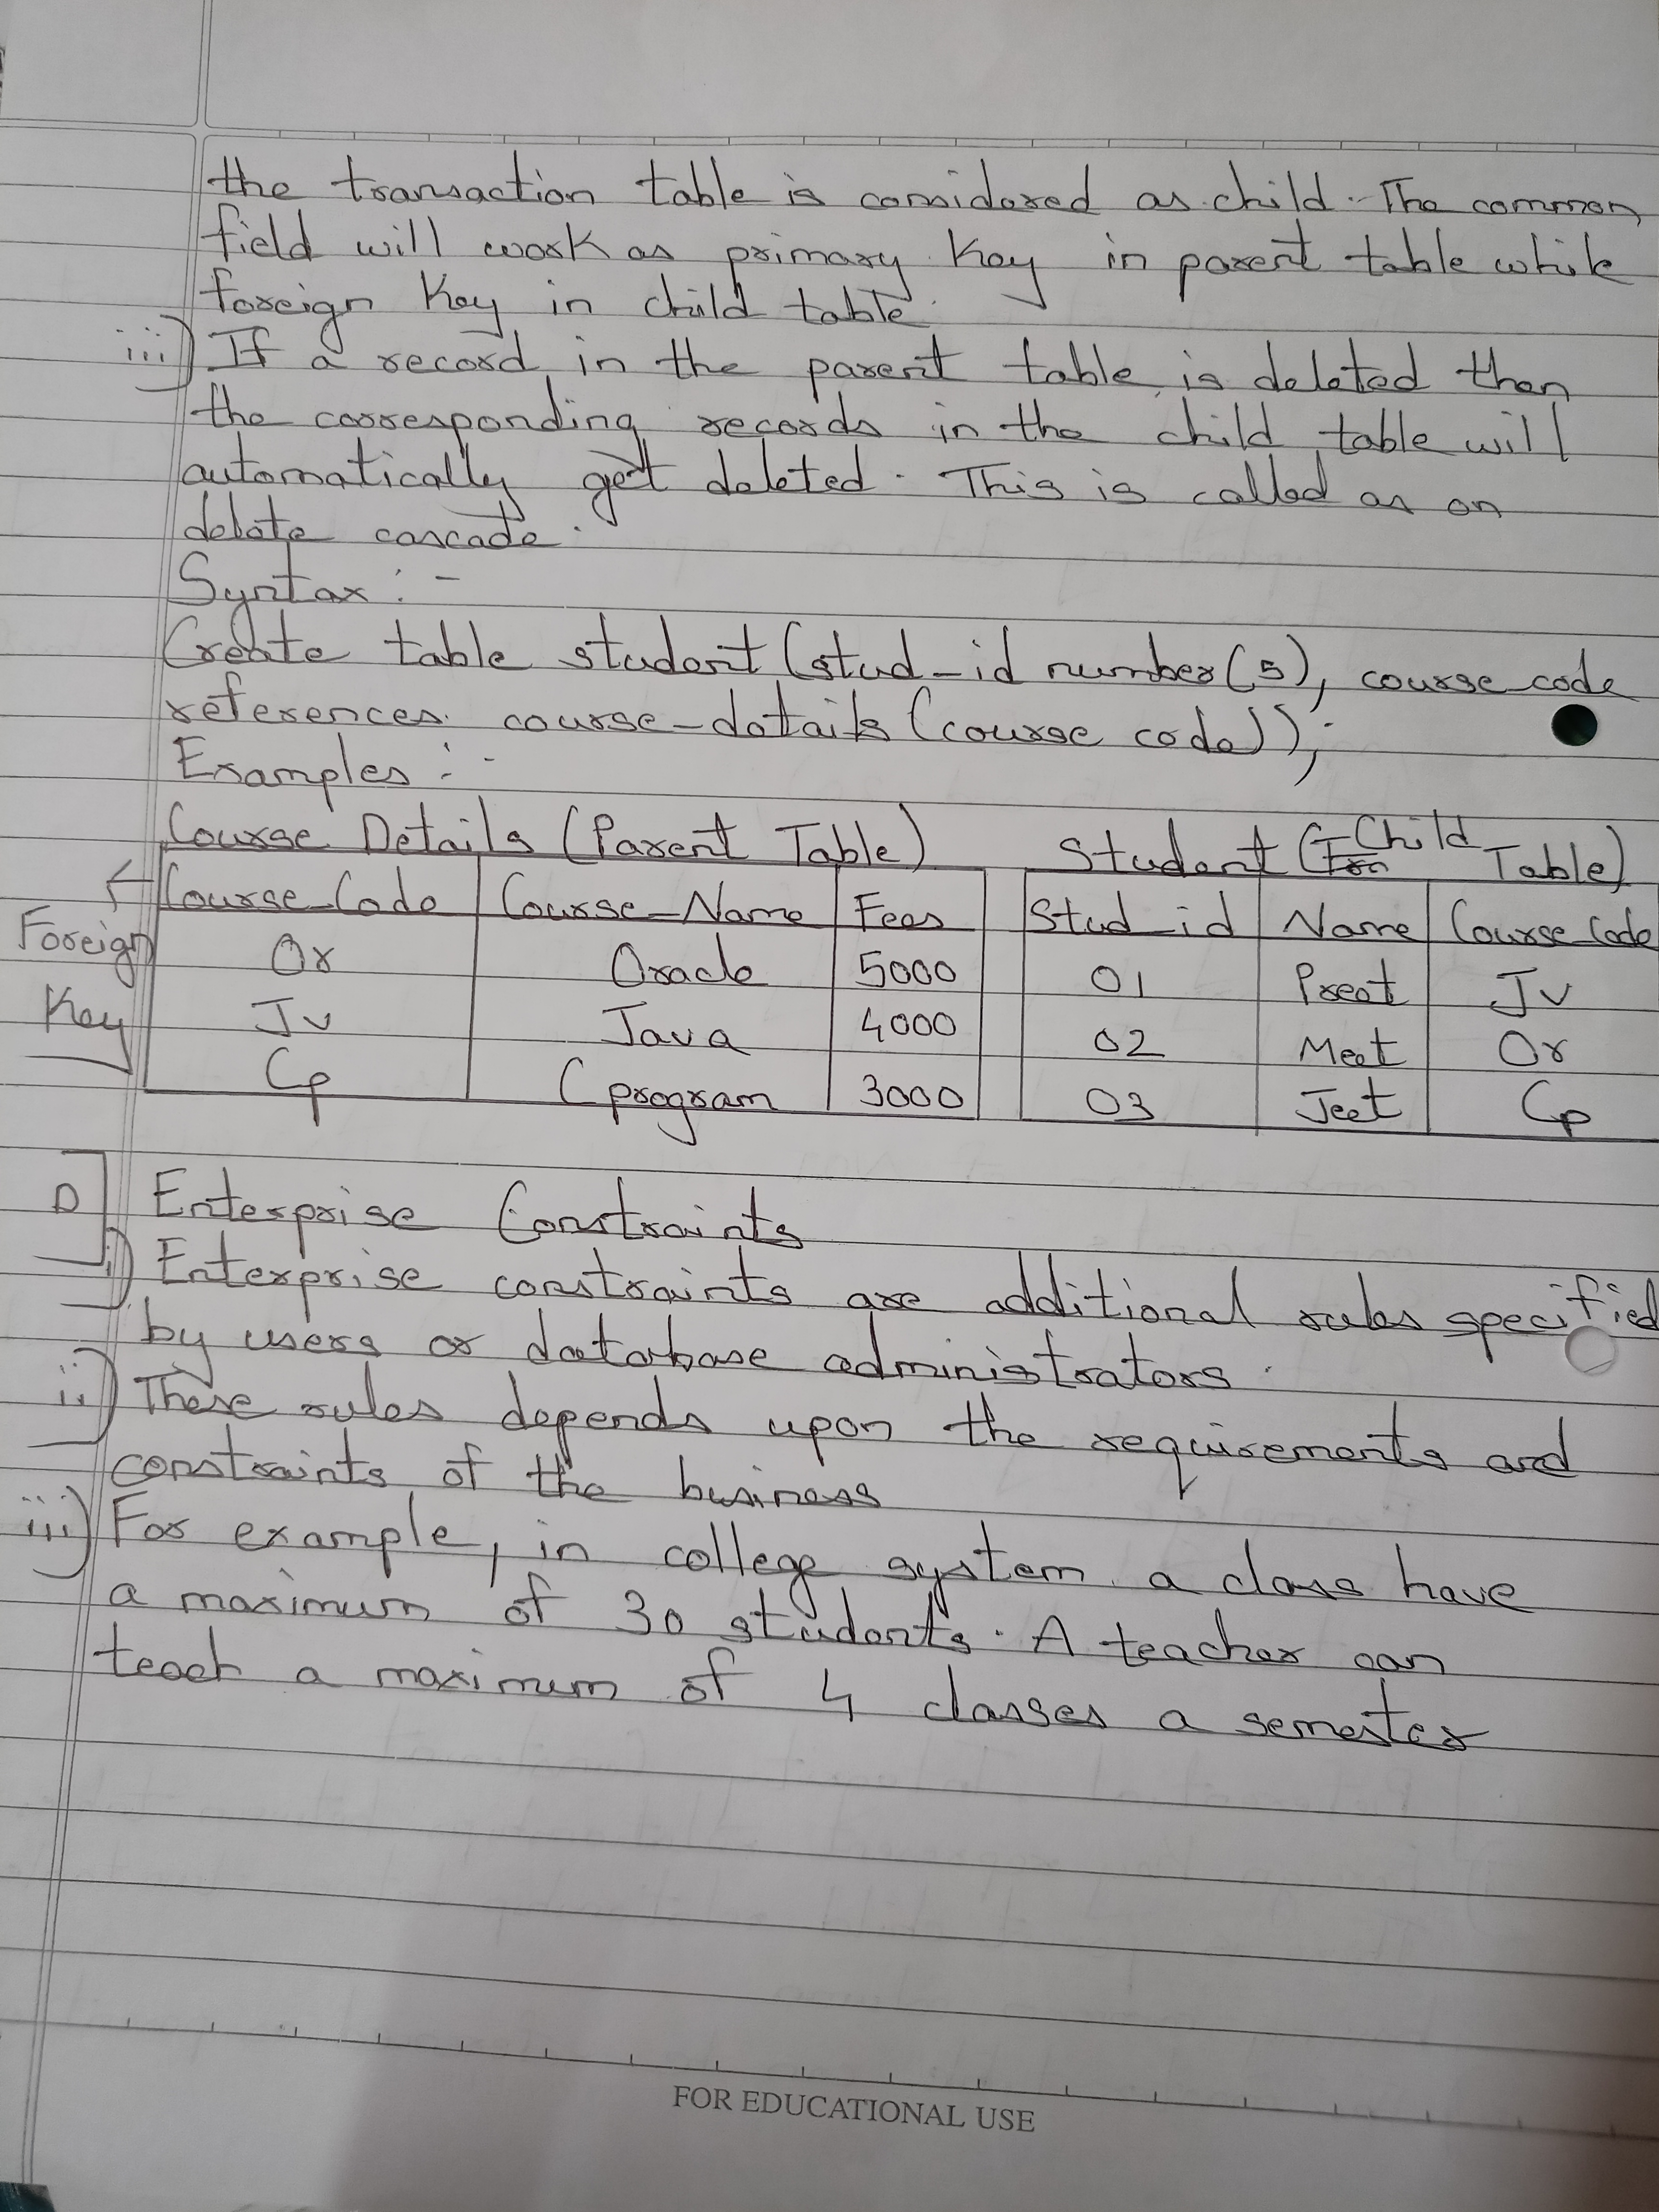 the transaction table is considered as child. The common
field will work as primary key in parent table while
foreign key in child table.
iii) If a record in the parent table is deleted then
the corresponding records in the child table will
automatically get deleted. This is called as on
delete cascade.
Syntax :-
Create table student (stud-id number(5), course-code
references course-details (course code));
Examples :-
Course Details (Parent Table) Student (Child Table)
Course-Code Course-Name Fees Stud-id Name Course-Code
Foreign Key
Or Oracle 5000 01 Preet Jv
Jv Java 4000 02 Meet Or
Cp C program 3000 03 Jeet Cp
D] Enterprise Constraints
i) Enterprise constraints are additional rules specified
by users or database administrators.
ii) These rules depends upon the requirements and
constraints of the business
iii) For example, in college system a class have
a maximum of 30 students. A teacher can
teach a maximum of 4 classes a semester
FOR EDUCATIONAL USE